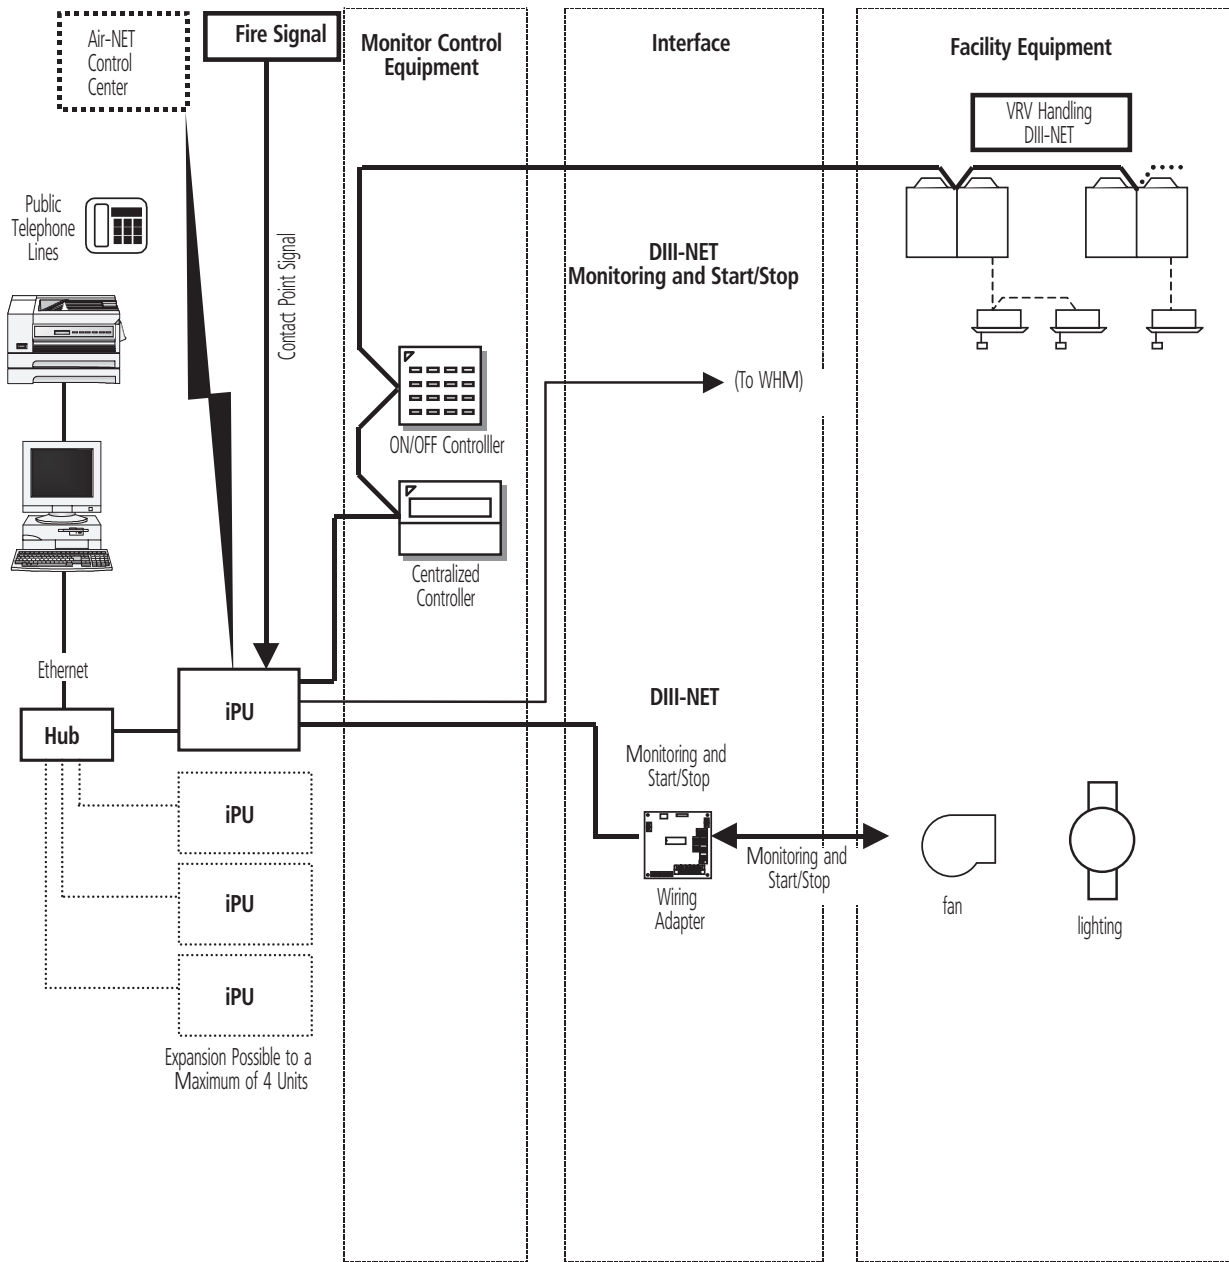 Air-NET
Control
Center
Fire Signal
Monitor Control
Equipment
Interface
Facility Equipment
VRV Handling
DIII-NET
Public
Telephone
Lines
Contact Point Signal
DIII-NET
Monitoring and Start/Stop
(To WHM)
ON/OFF Controlller
Centralized
Controller
Ethernet
Hub
iPU
DIII-NET
Monitoring and
Start/Stop
iPU
Monitoring and
Start/Stop
Wiring
Adapter
fan
lighting
iPU
iPU
Expansion Possible to a
Maximum of 4 Units